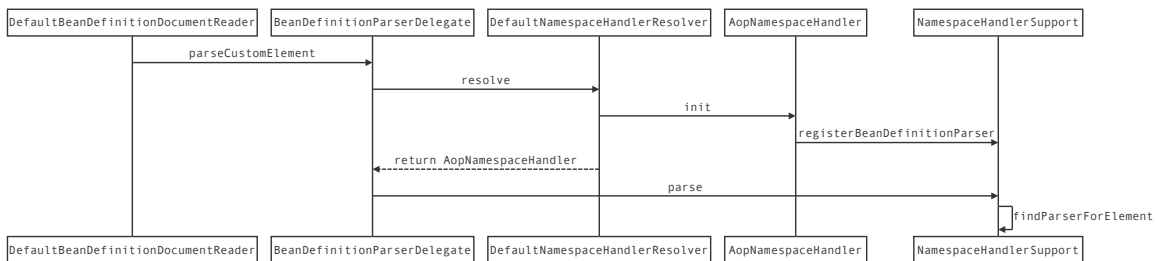 DefaultBeanDefinitionDocumentReader BeanDefinitionParserDelegate DefaultNamespaceHandlerResolver AopNamespaceHandler NamespaceHandlerSupport
parseCustomElement
resolve
init
registerBeanDefinitionParser
return AopNamespaceHandler
parse
findParserForElement
DefaultBeanDefinitionDocumentReader BeanDefinitionParserDelegate DefaultNamespaceHandlerResolver AopNamespaceHandler NamespaceHandlerSupport